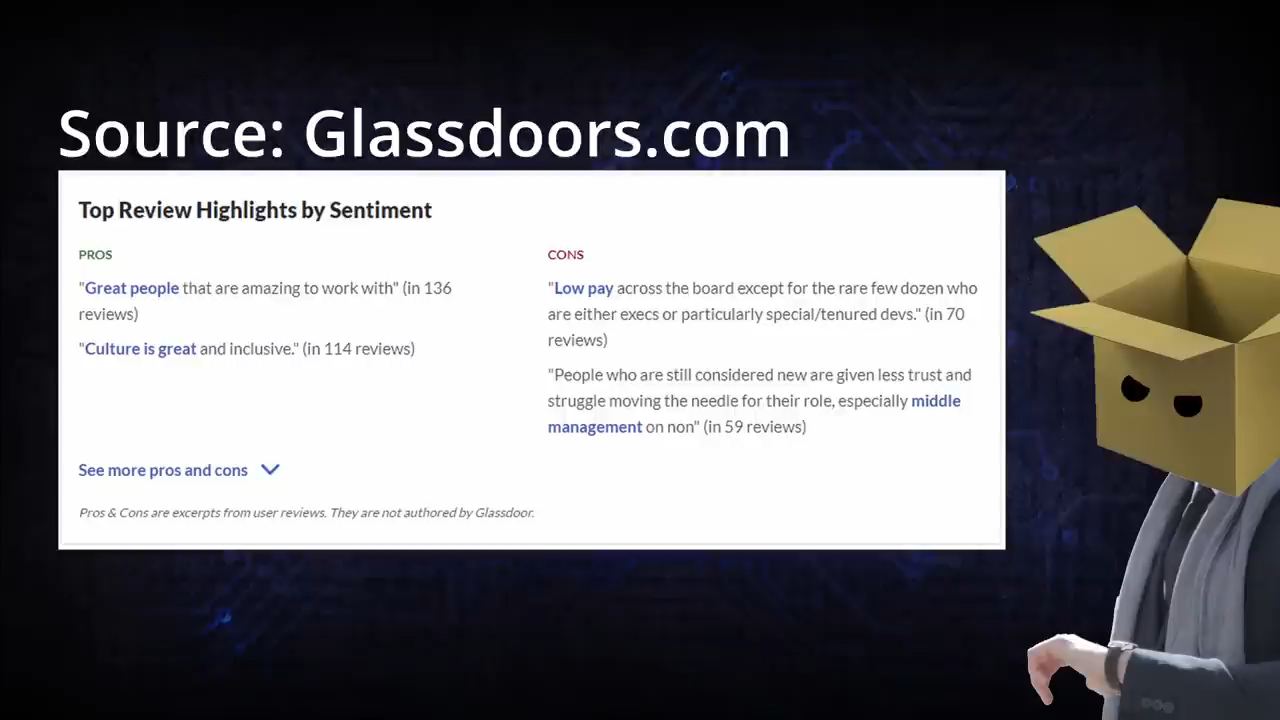 Source: Glassdoors.com
Top Review Highlights by Sentiment
PROS
"Great people that are amazing to work with" (in 136
reviews)
"Culture is great and inclusive." (in 114 reviews)
CONS
"Low pay across the board except for the rare few dozen who
are either execs or particularly special/tenured devs." (in 70
reviews)
"People who are still considered new are given less trust and
struggle moving the needle for their role, especially middle
management on non" (in 59 reviews)
See more pros and cons
Pros & Cons are excerpts from user reviews. They are not authored by Glassdoor.